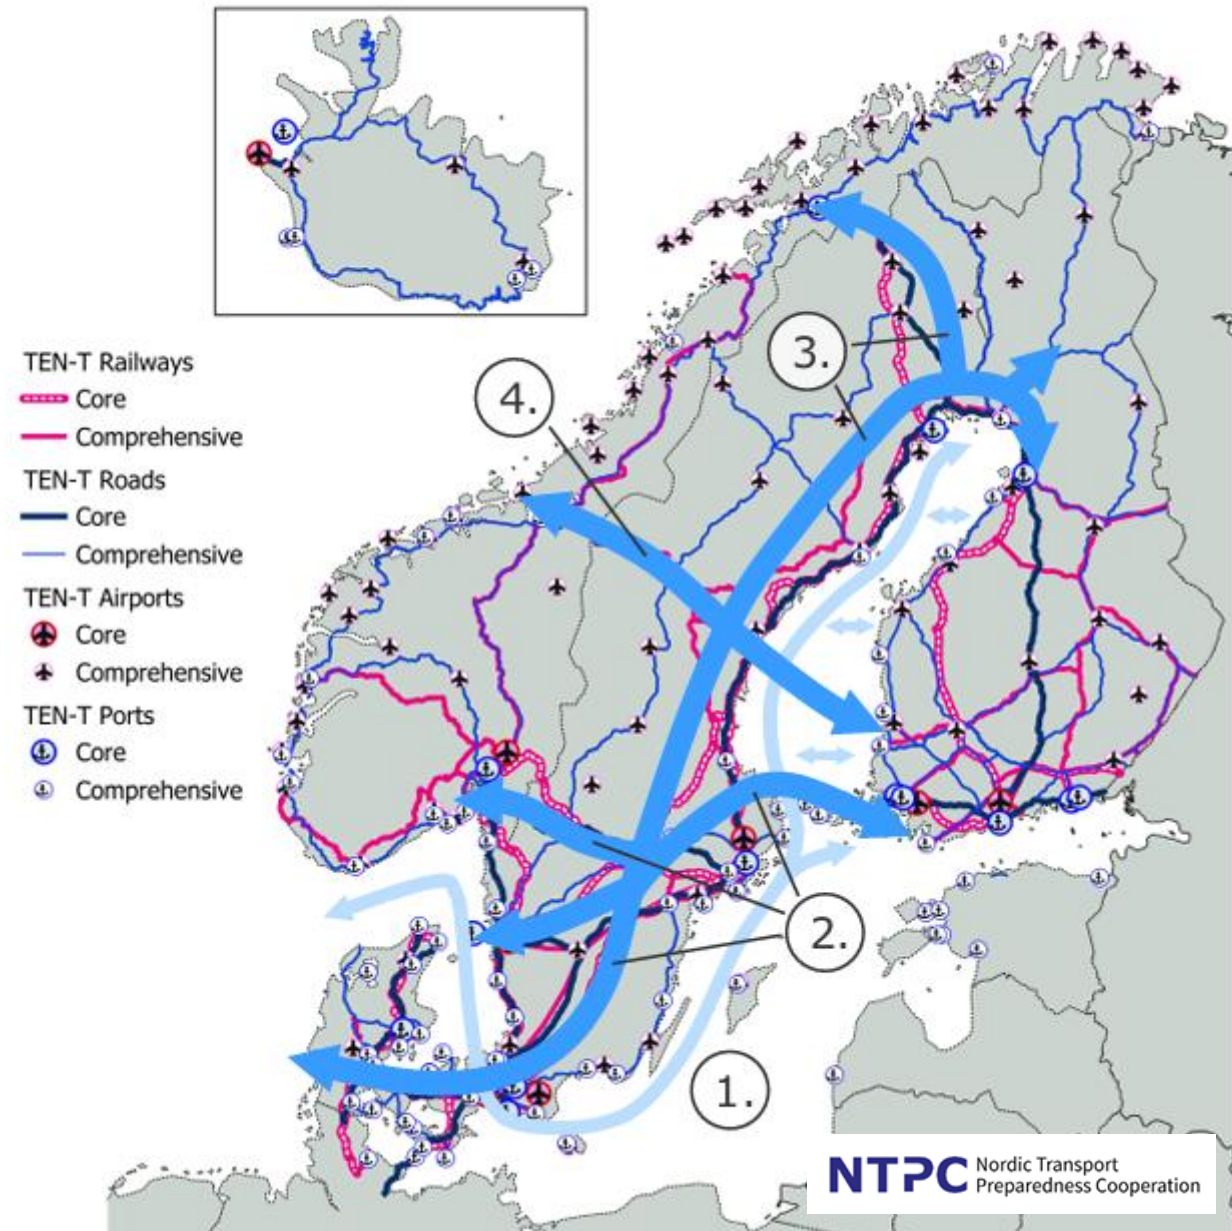 TEN-T Railways
Core
Comprehensive
TEN-T Roads
Core
Comprehensive
TEN-T Airports
Core
Comprehensive
TEN-T Ports
Core
Comprehensive
3.
4.
2.
1.
NTPC Nordic Transport
Preparedness Cooperation